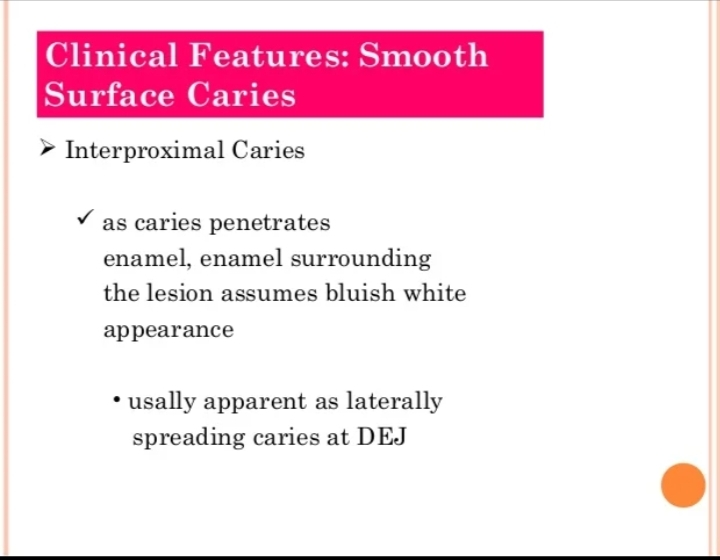 Clinical Features: Smooth
Surface Caries
➢ Interproximal Caries
✓ as caries penetrates
enamel, enamel surrounding
the lesion assumes bluish white
appearance
• usally apparent as laterally
spreading caries at DEJ